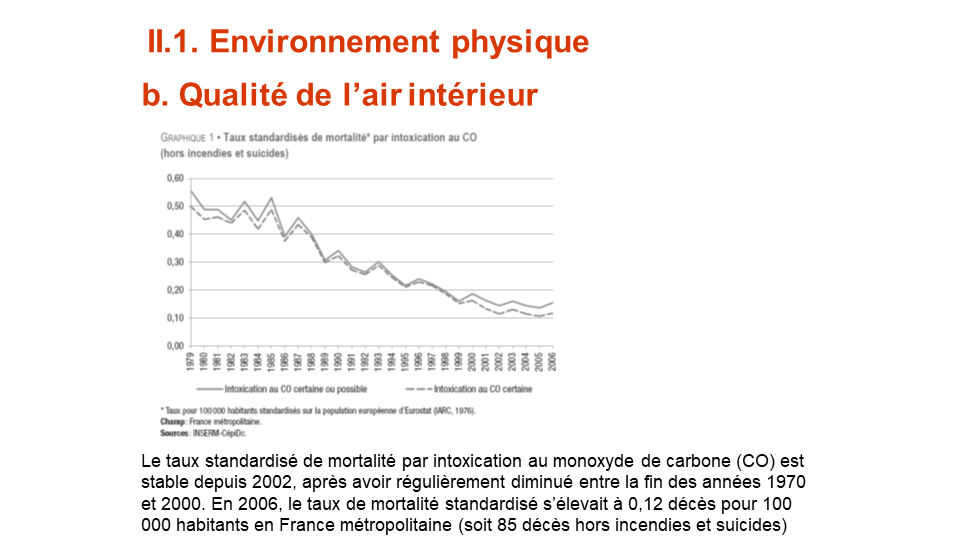 II.1. Environnement physique
b. Qualité de l’air intérieur
GRAPHIQUE 1 • Taux standardisés de mortalité* par intoxication au CO
(hors incendies et suicides)
0,60
0,50
0,40
0,30
0,20
0,10
0,00
1979 1980 1981 1982 1983 1984 1985 1986 1987 1988 1989 1990 1991 1992 1993 1994 1995 1996 1997 1998 1999 2000 2001 2002 2003 2004 2005 2006
Intoxication au CO certaine ou possible Intoxication au CO certaine
* Taux pour 100 000 habitants standardisés sur la population européenne d’Eurostat (IARC, 1976).
Champ : France métropolitaine.
Sources : INSERM-CépiDc.
Le taux standardisé de mortalité par intoxication au monoxyde de carbone (CO) est
stable depuis 2002, après avoir régulièrement diminué entre la fin des années 1970
et 2000. En 2006, le taux de mortalité standardisé s’élevait à 0,12 décès pour 100
000 habitants en France métropolitaine (soit 85 décès hors incendies et suicides)